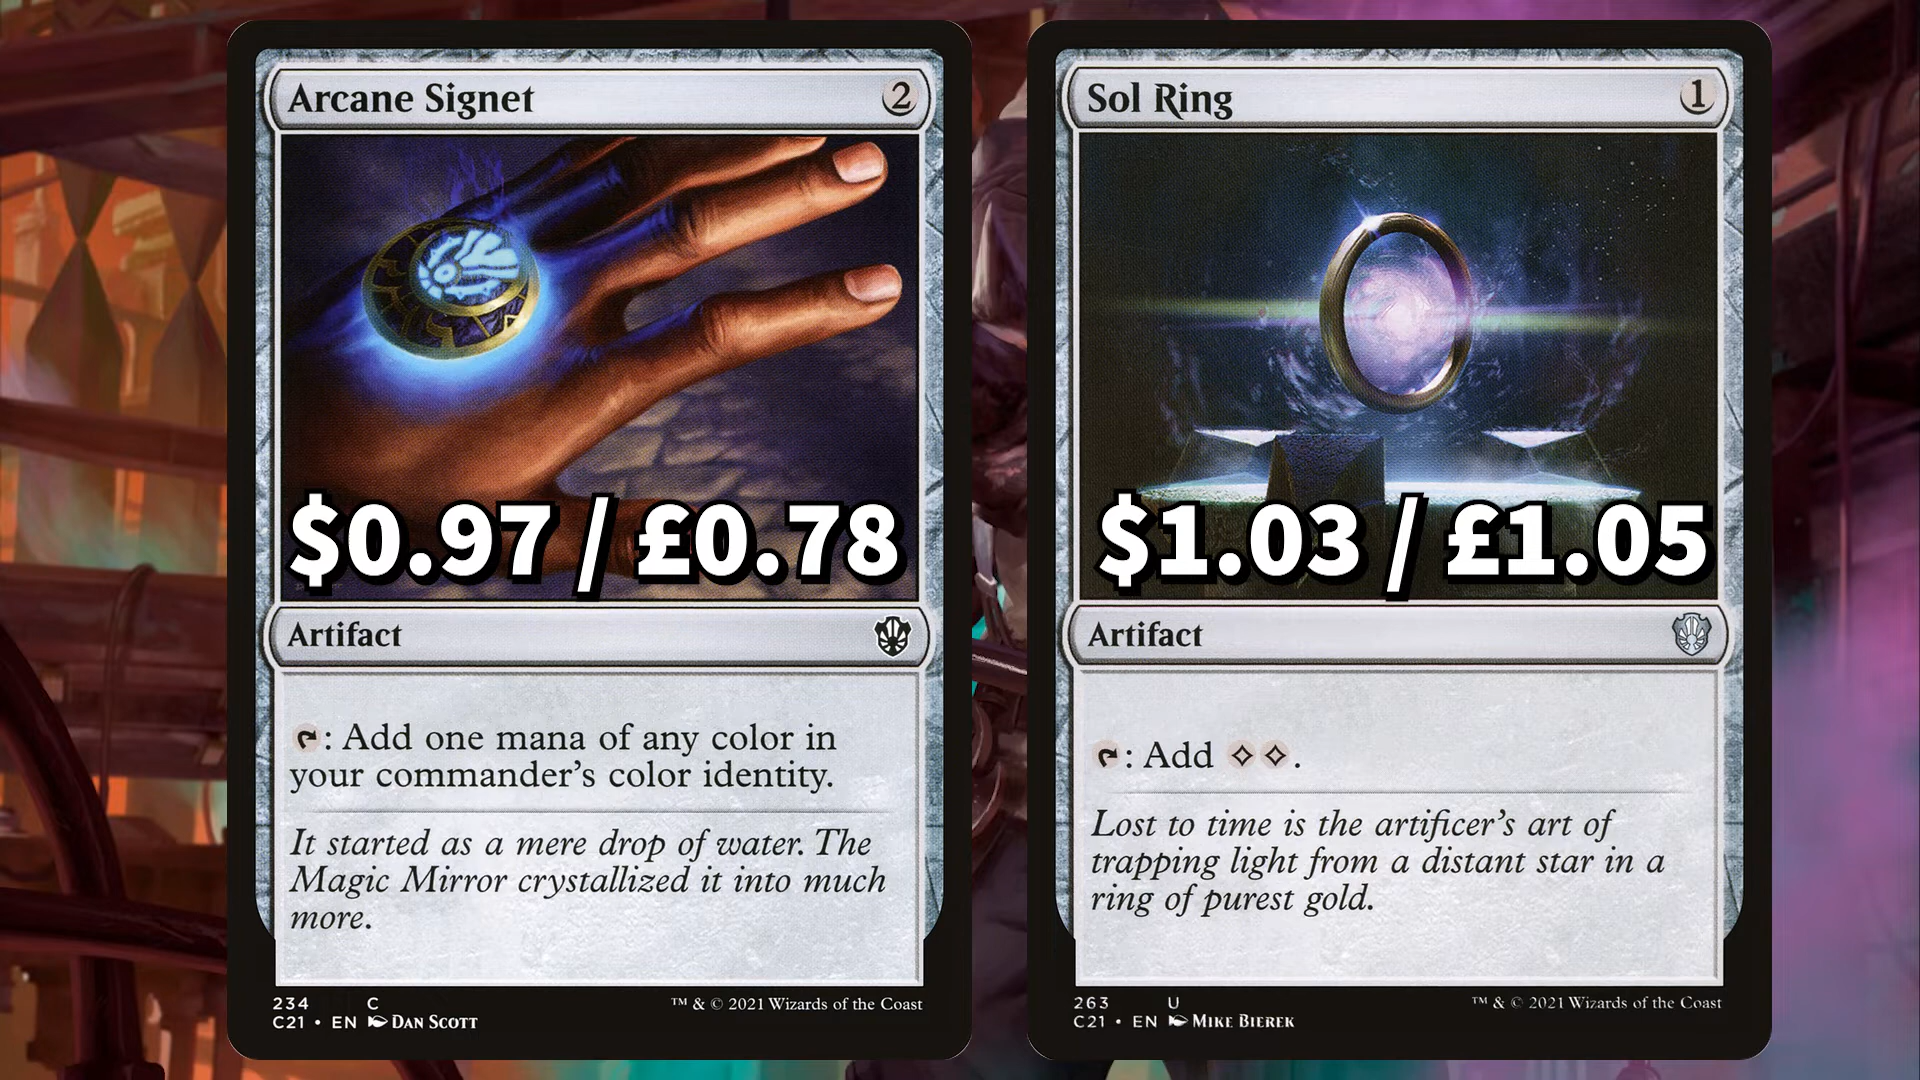 Arcane Signet 2
$0.97 / £0.78
Artifact
: Add one mana of any color in
your commander's color identity.
It started as a mere drop of water. The
Magic Mirror crystallized it into much
more.
234 C
C21 • EN Dan Scott
™ & © 2021 Wizards of the Coast
Sol Ring 1
$1.03 / £1.05
Artifact
: Add .
Lost to time is the artificer's art of
trapping light from a distant star in a
ring of purest gold.
263 U
C21 • EN Mike Bierek
™ & © 2021 Wizards of the Coast